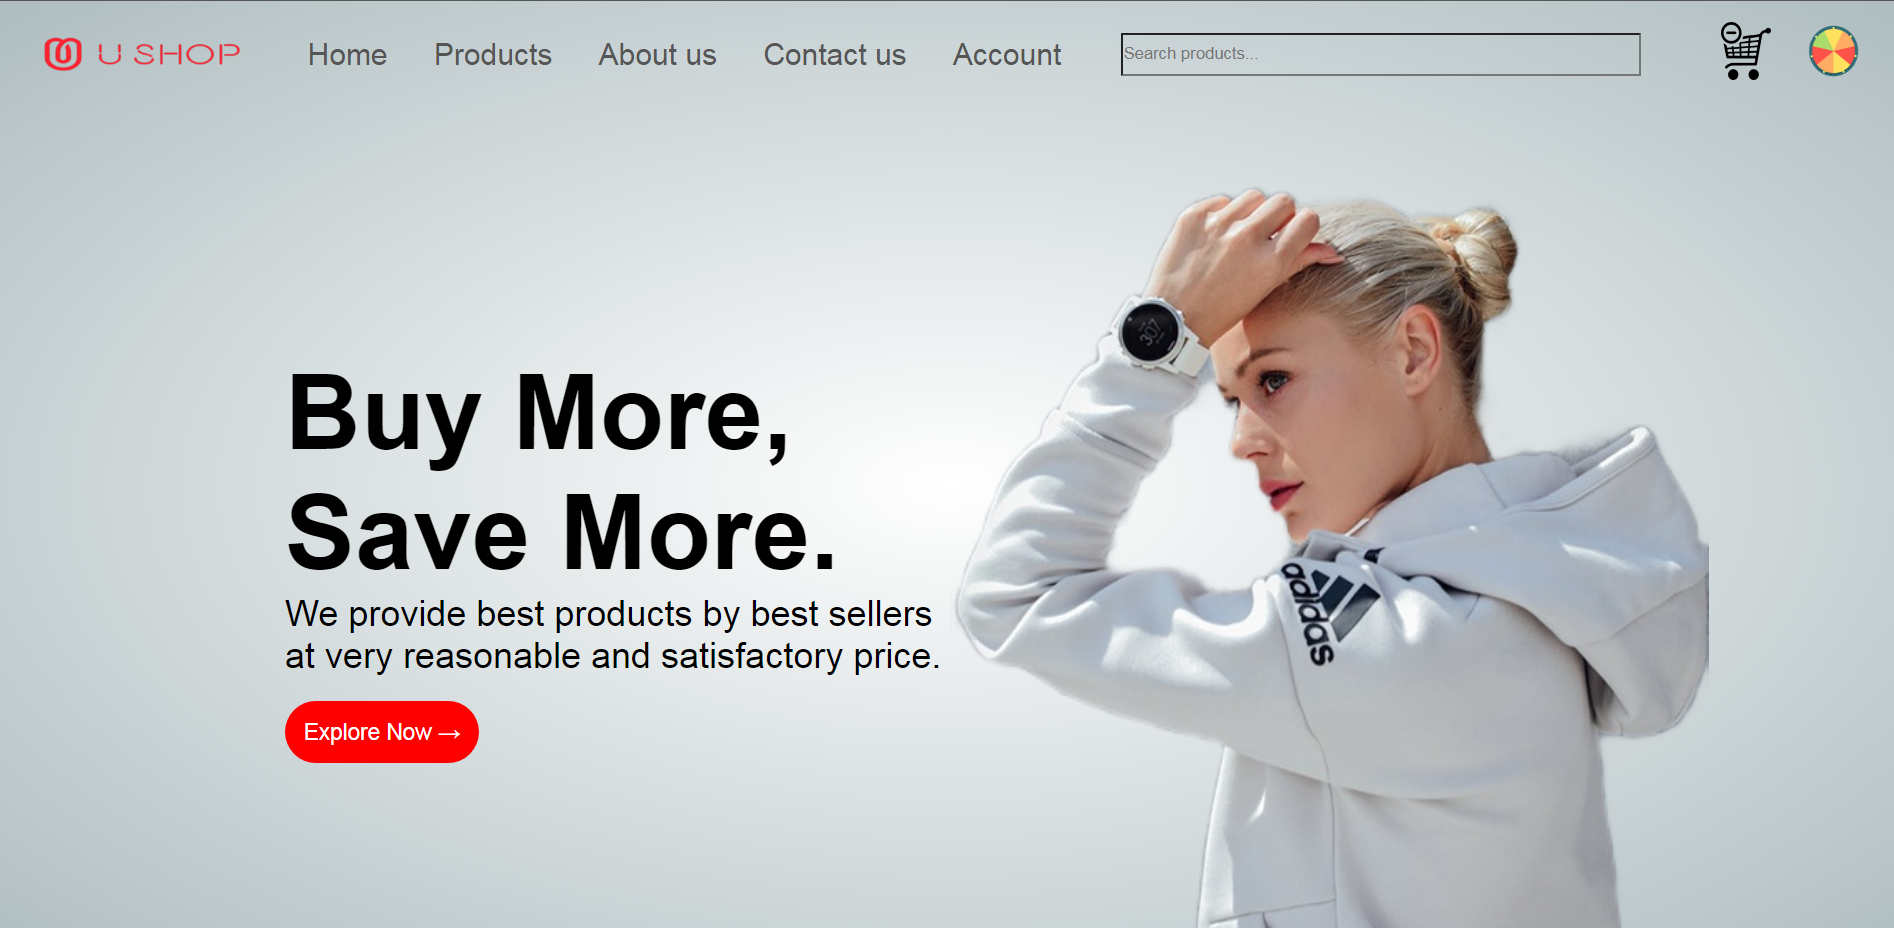 U SHOP
Home
Products
About us
Contact us
Account
Search products...
Buy More,
Save More.
We provide best products by best sellers
at very reasonable and satisfactory price.
Explore Now →
307
adidas